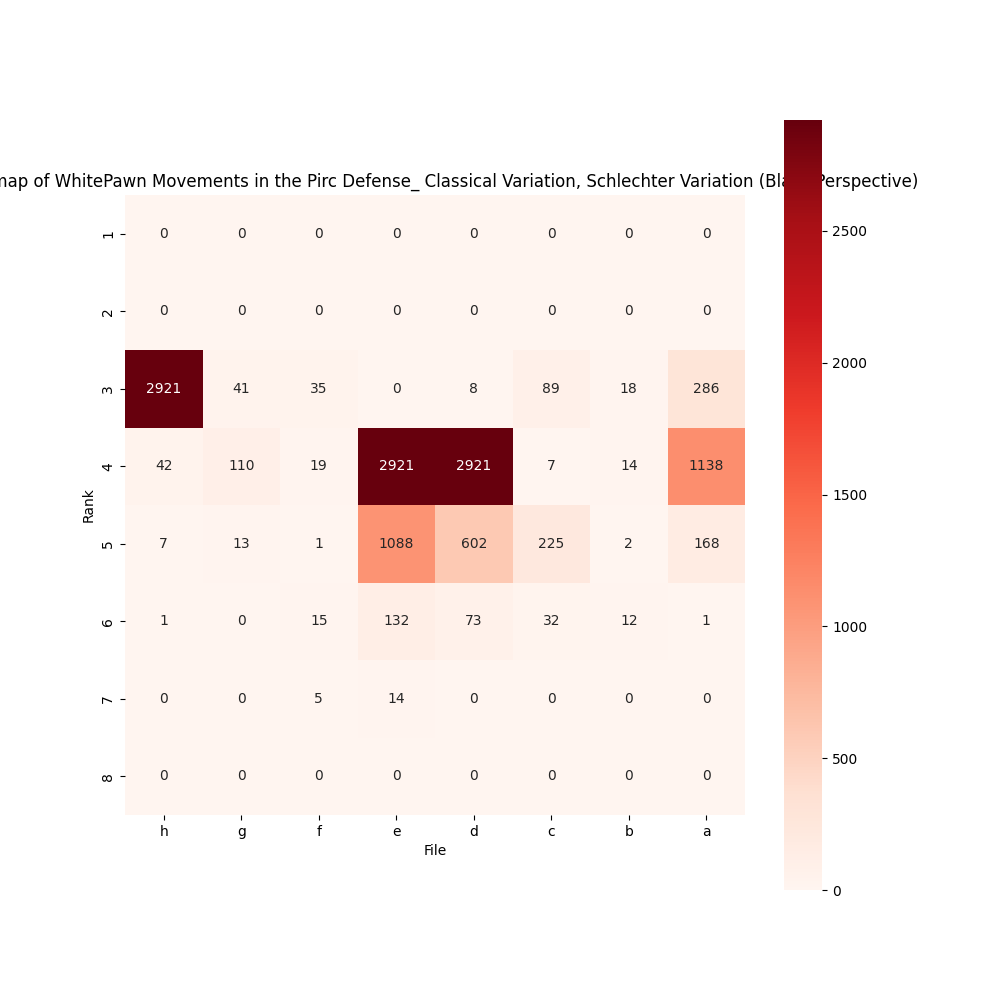 map of WhitePawn Movements in the Pirc Defense_ Classical Variation, Schlechter Variation (Bla Perspective)
Rank
1 0 0 0 0 0 0 0 0
2 0 0 0 0 0 0 0 0
3 2921 41 35 0 8 89 18 286
4 42 110 19 2921 2921 7 14 1138
5 7 13 1 1088 602 225 2 168
6 1 0 15 132 73 32 12 1
7 0 0 5 14 0 0 0 0
8 0 0 0 0 0 0 0 0
h g f e d c b a
File
2500
2000
1500
1000
500
0